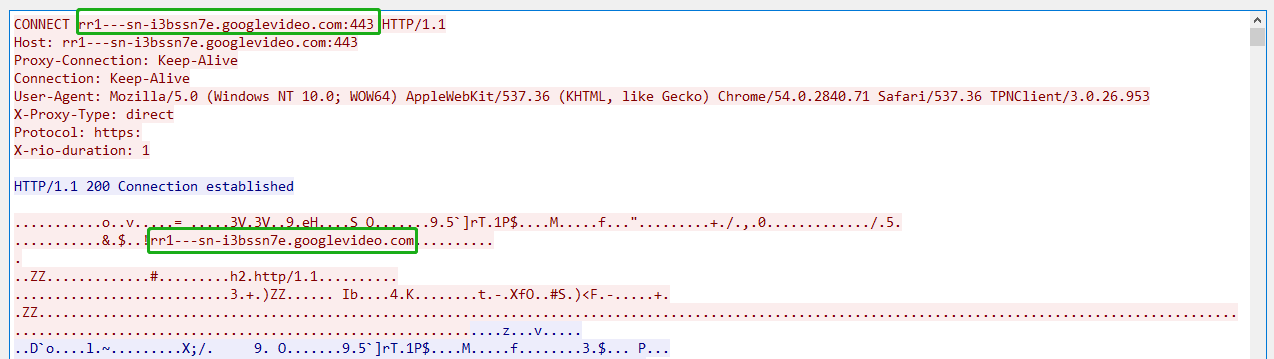 CONNECT rr1---sn-i3bssn7e.googlevideo.com:443 HTTP/1.1
Host: rr1---sn-i3bssn7e.googlevideo.com:443
Proxy-Connection: Keep-Alive
Connection: Keep-Alive
User-Agent: Mozilla/5.0 (Windows NT 10.0; WOW64) AppleWebKit/537.36 (KHTML, like Gecko) Chrome/54.0.2840.71 Safari/537.36 TPNClient/3.0.26.953
X-Proxy-Type: direct
Protocol: https:
X-rio-duration: 1
HTTP/1.1 200 Connection established
...........o..v.....=......3V.3V..9.eH....S O.......9.5`]rT.1P$....M.....f...".........+./.,.0............/.5.
...........&.$..!rr1---sn-i3bssn7e.googlevideo.com..........
.
..ZZ.............#.........h2.http/1.1..........
...........................3.+.)ZZ...... Ib....4.K........t.-.XfO..#S.)<F.-.....+.
.ZZ......................................................................................................................................................
.........................................................z...v.....
..D`o....l.~.........X;/.    9. O.......9.5`]rT.1P$....M.....f........3.$... P...